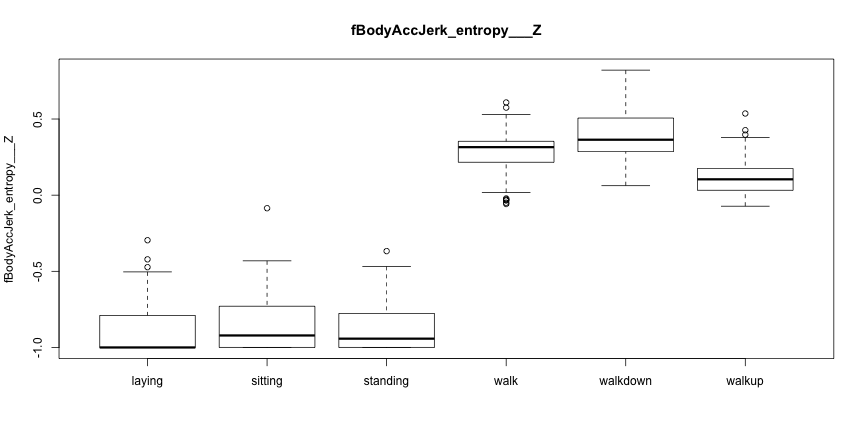 fBodyAccJerk_entropy___Z
fBodyAccJerk_entropy___Z
0.5
0.0
-0.5
-1.0
laying sitting standing walk walkdown walkup